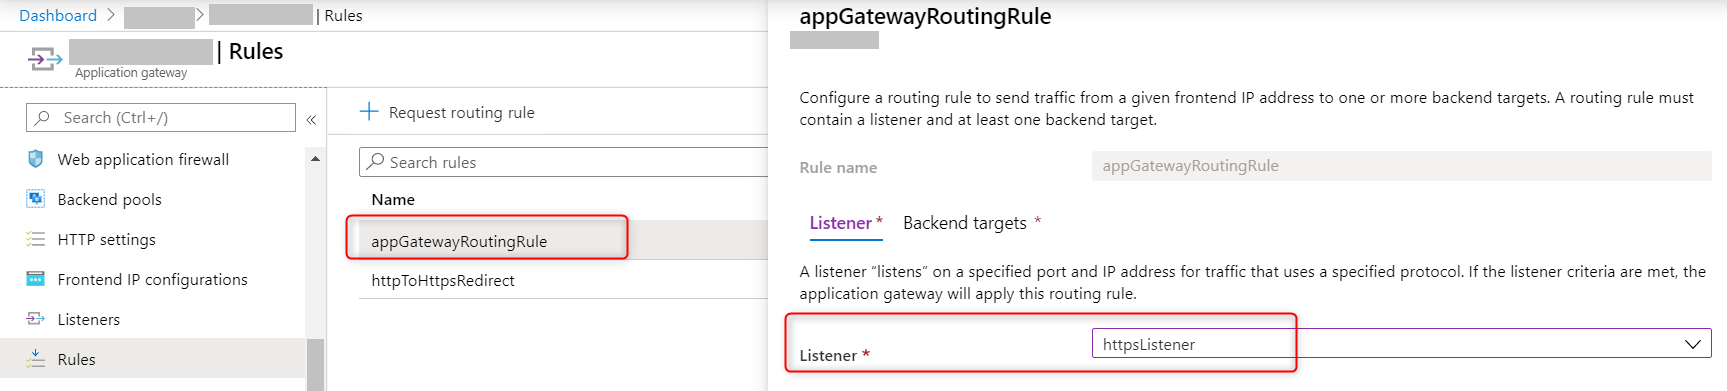 Dashboard > > | Rules
| Rules
Application gateway
Search (Ctrl+/)
«
Web application firewall
Backend pools
HTTP settings
Frontend IP configurations
Listeners
Rules
+ Request routing rule
Search rules
Name
appGatewayRoutingRule
httpToHttpsRedirect
appGatewayRoutingRule
Configure a routing rule to send traffic from a given frontend IP address to one or more backend targets. A routing rule must
contain a listener and at least one backend target.
Rule name
appGatewayRoutingRule
Listener * Backend targets *
A listener “listens” on a specified port and IP address for traffic that uses a specified protocol. If the listener criteria are met, the
application gateway will apply this routing rule.
Listener *
httpsListener